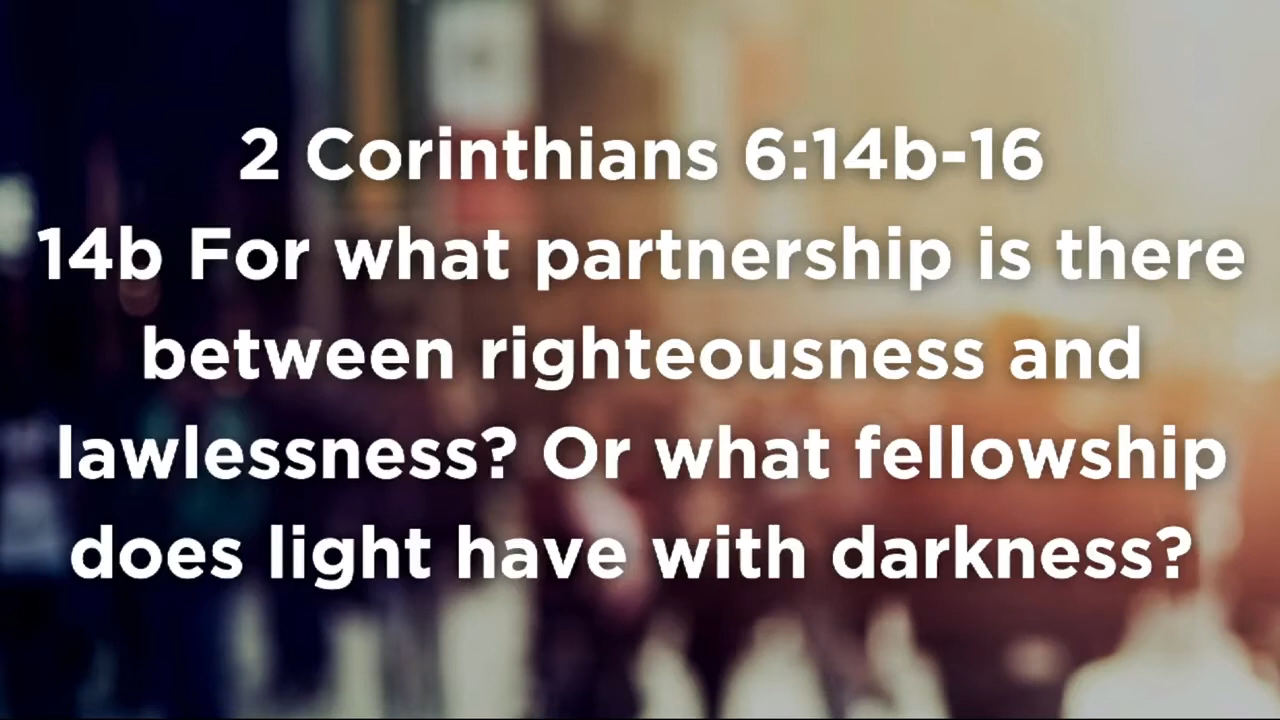 2 Corinthians 6:14b-16
14b For what partnership is there
between righteousness and
lawlessness? Or what fellowship
does light have with darkness?